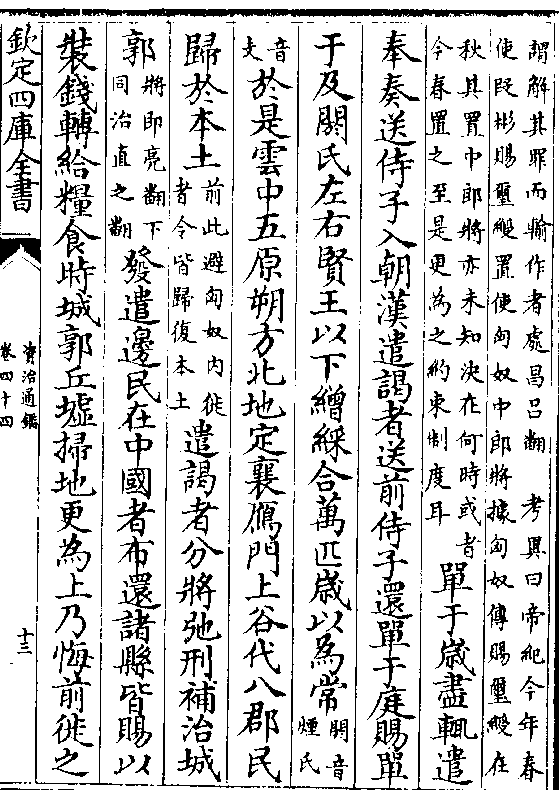 謂解其罪而輸作者處昌呂翻　考異曰帝紀今年春
使段彬賜璽綬置使匈奴中郎將據匈奴傳賜璽綬在
秋其置中郎將亦未知決在何時或者
今春置之至是更為之約束制度耳
單于歲盡輙遣
奉奏送侍子入朝漢遣謁者送前侍子還單于庭賜單
于及閼氏左右賢王以下繒綵合萬匹歲以為常
閼音
煙氏
音
支
於是雲中五原朔方北地定襄鴈門上谷代八郡民
歸於本土
前此避匈奴内徙
者今皆歸復本土
遣謁者分將弛刑補治城
郭
將即亮翻下
同治直之翻
發遣邊民在中國者布還諸縣皆賜以
裝錢轉給糧食時城郭丘墟掃地更為上乃悔前徙之
欽定四庫全書
資治通鑑
卷四十四
十三